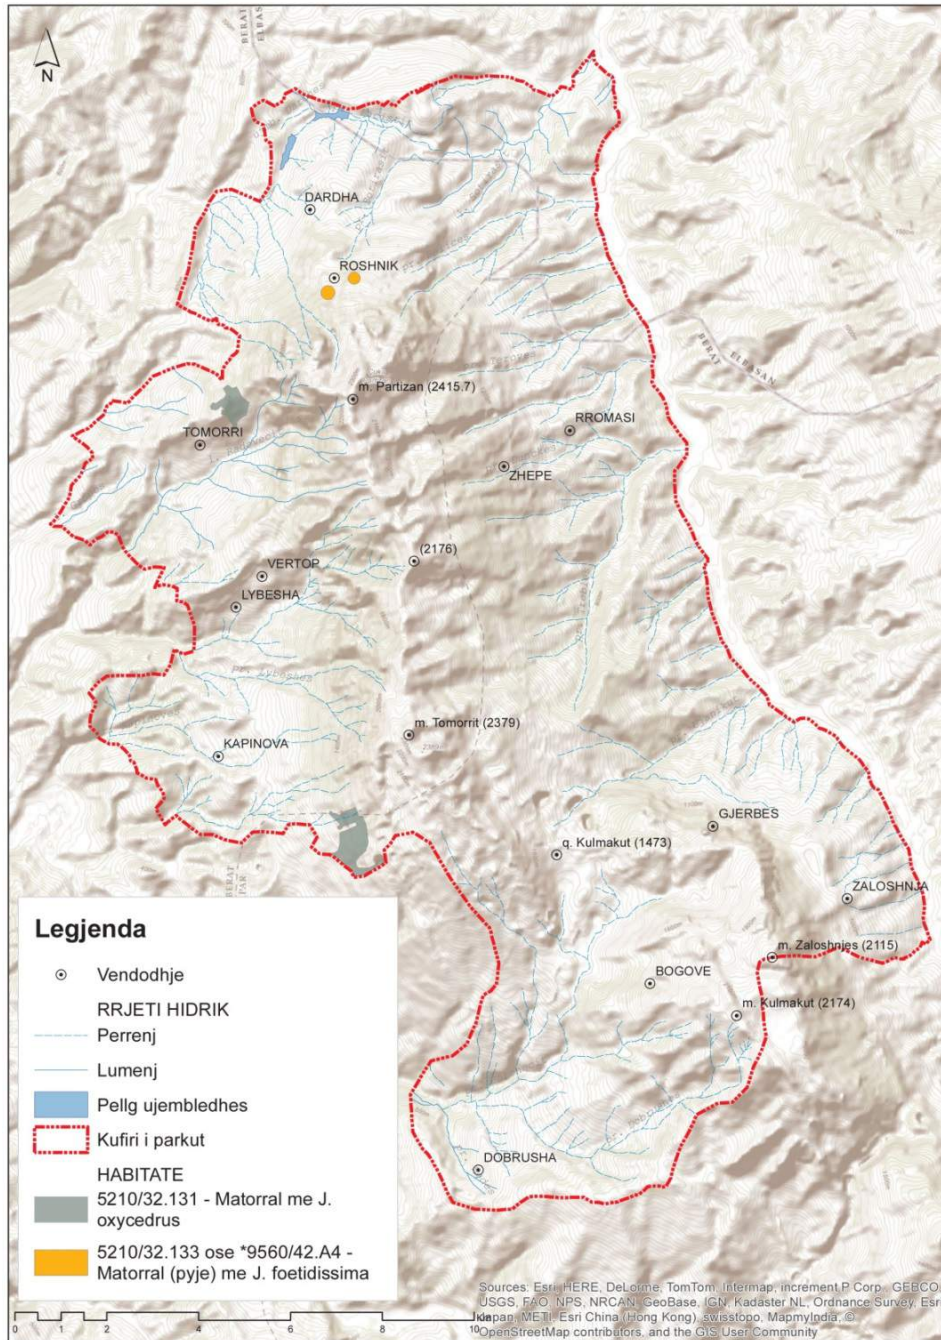 N
BERAT
ELBASAN
DARDHA
ROSHNIK
m. Partizan (2415.7)
BERAT
ELBASAN
TOMORRI
RROMASI
ZHEPE
(2176)
VERTOP
LYBESHA
Pr. Lybeshes
m. Tomorrit (2379)
KAPINOVA
GJERBES
q. Kulmakut (1473)
BERAT
ZALOSHNJA
m. Zaloshnjes (2115)
BOGOVE
m. Kulmakut (2174)
DOBRUSHA
Legjenda
Vendodhje
RRJETI HIDRIK
Perrenj
Lumenj
Pellg ujembledhes
Kufiri i parkut
HABITATE
5210/32.131 - Matorral me J.
oxycedrus
5210/32.133 ose *9560/42.A4 -
Matorral (pyje) me J. foetidissima
0 2 4 6 8 10
Sources: Esri, HERE, DeLorme, TomTom, Intermap, increment P Corp., GEBCO,
USGS, FAO, NPS, NRCAN, GeoBase, IGN, Kadaster NL, Ordnance Survey, Esri
Japan, METI, Esri China (Hong Kong), swisstopo, MapmyIndia, ©
OpenStreetMap contributors, and the GIS User Community